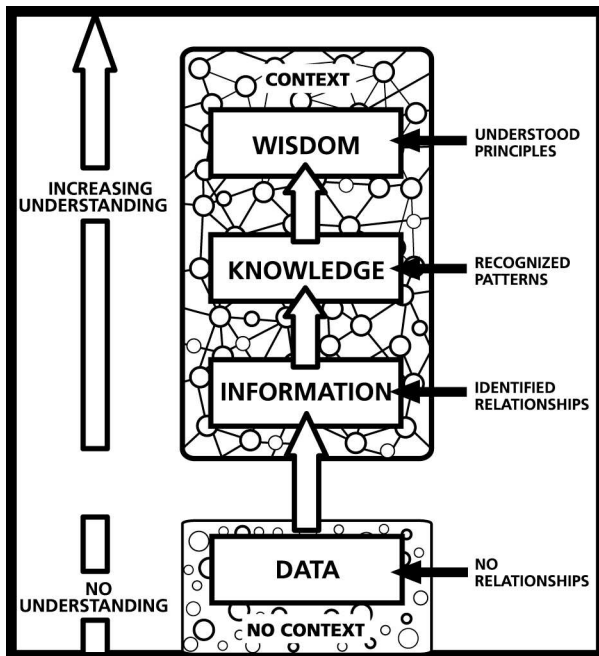 CONTEXT
WISDOM
UNDERSTOOD
PRINCIPLES
INCREASING
UNDERSTANDING
KNOWLEDGE
RECOGNIZED
PATTERNS
INFORMATION
IDENTIFIED
RELATIONSHIPS
DATA
NO
RELATIONSHIPS
NO
UNDERSTANDING
NO CONTEXT